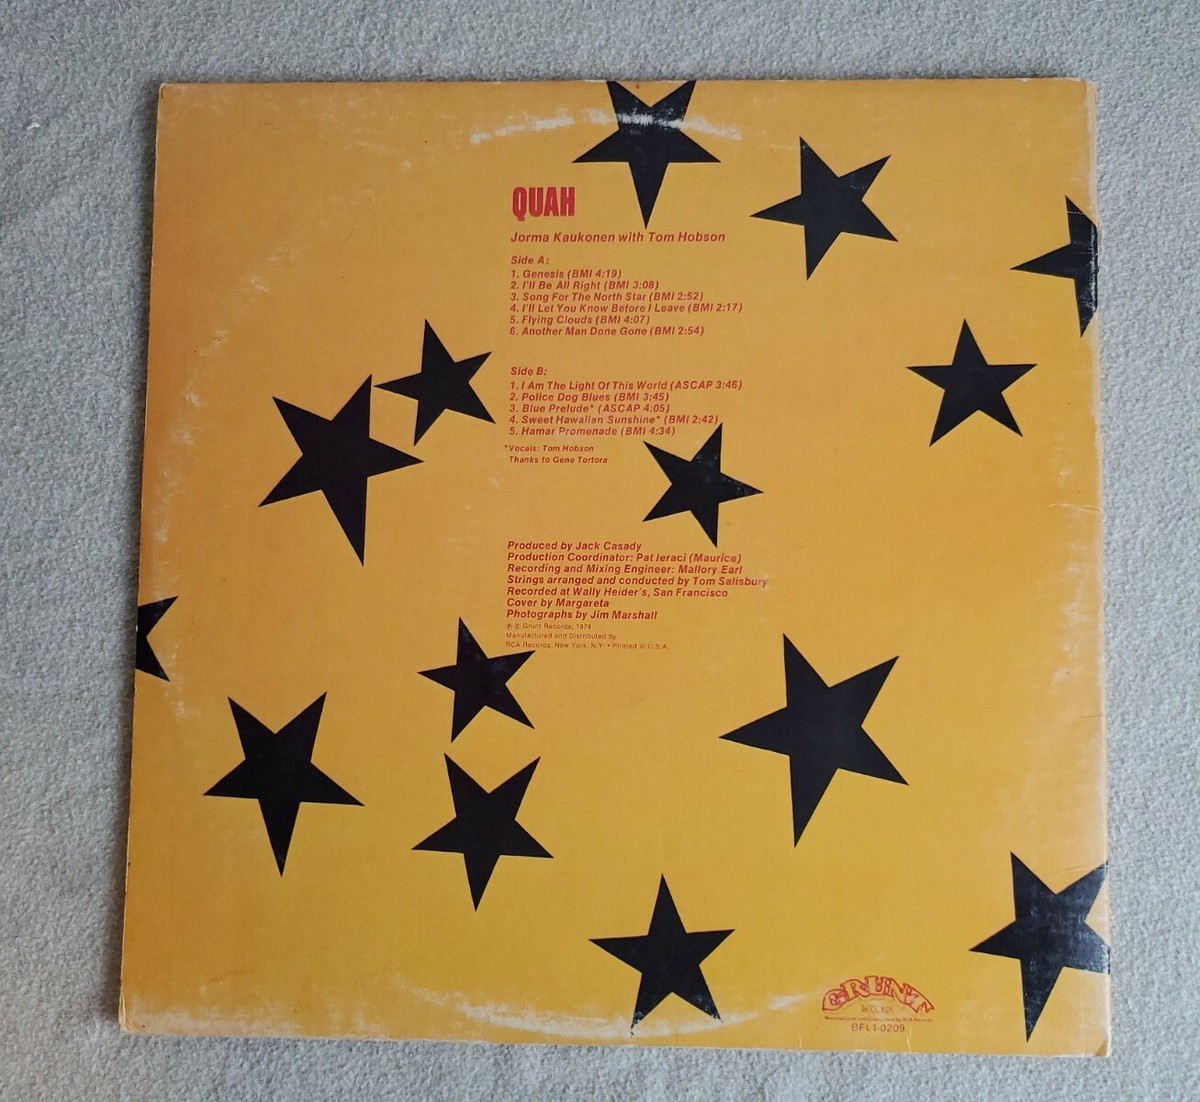 QUAH
Jorma Kaukonen with Tom Hobson
Side A:
1. Genesis (BMI 4:19)
2. I'll Be All Right (BMI 3:08)
3. Song For The North Star (BMI 2:52)
4. I'll Let You Know Before I Leave (BMI 2:17)
5. Flying Clouds (BMI 4:07)
6. Another Man Done Gone (BMI 2:54)
Side B:
1. I Am The Light Of This World (ASCAP 3:46)
2. Police Dog Blues (BMI 3:45)
3. Blue Prelude* (ASCAP 4:05)
4. Sweet Hawaiian Sunshine* (BMI 2:42)
5. Hamar Promenade (BMI 4:34)
*Vocals: Tom Hobson
Thanks to Gene Tortora
Produced by Jack Casady
Production Coordinator: Pat Ieraci (Maurice)
Recording and Mixing Engineer: Mallory Earl
Strings arranged and conducted by Tom Salisbury
Recorded at Wally Heider's, San Francisco
Cover by Margareta
Photographs by Jim Marshall
℗ © Grunt Records, 1974
Manufactured and Distributed by
RCA Records, New York, N.Y. • Printed in U.S.A.
GRUNT
RECORDS
Manufactured and Distributed by RCA Records
BFL1-0209